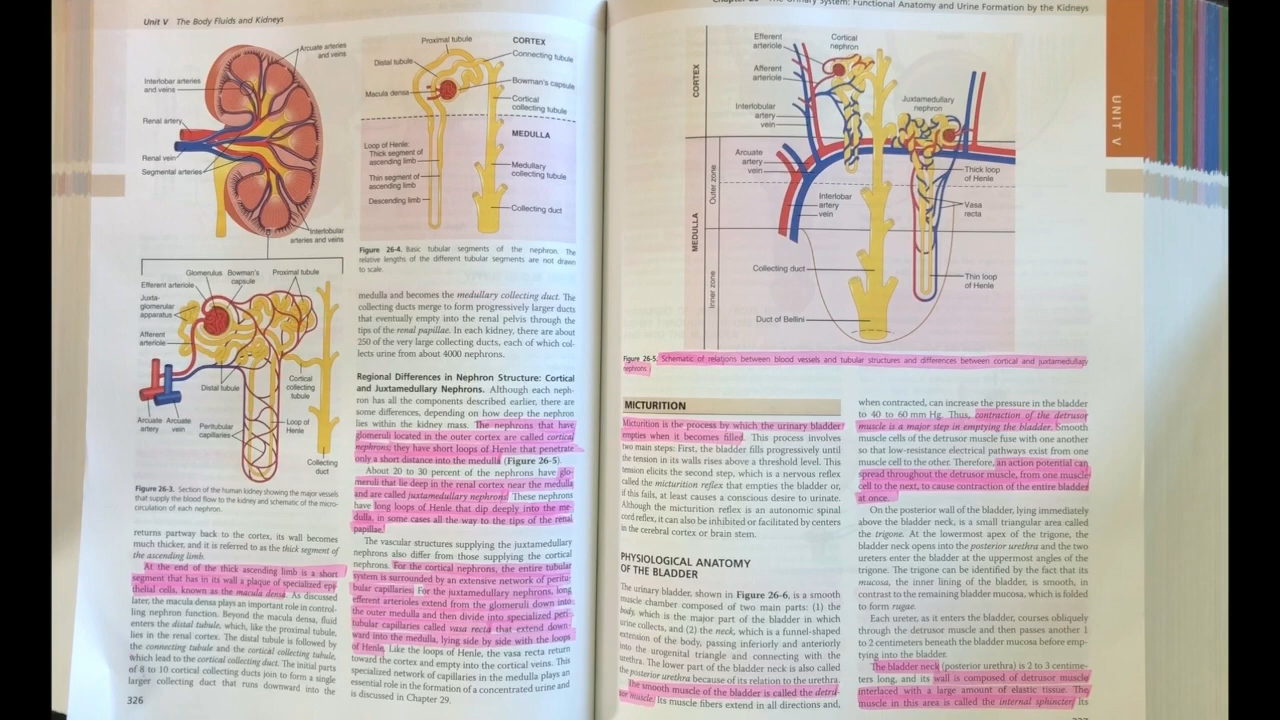 Unit V The Body Fluids and Kidneys
Arcuate arteries
and veins
Interlobar arteries
and veins
Renal artery
Renal vein
Segmental arteries
Interlobular
arteries and veins
Glomerulus
Bowman's
capsule
Proximal tubule
Efferent arteriole
Juxta-
glomerular
apparatus
Afferent
arteriole
Distal tubule
Cortical
collecting
tubule
Arcuate
artery
Arcuate
vein
Peritubular
capillaries
Loop of
Henle
Collecting
duct
Figure 26-3. Section of the human kidney showing the major vessels
that supply the blood flow to the kidney and schematic of the micro-
circulation of each nephron.
returns partway back to the cortex, its wall becomes
much thicker, and it is referred to as the thick segment of
the ascending limb.
At the end of the thick ascending limb is a short
segment that has in its wall a plaque of specialized epi-
thelial cells, known as the macula densa. As discussed
later, the macula densa plays an important role in control-
ling nephron function. Beyond the macula densa, fluid
enters the distal tubule, which, like the proximal tubule,
lies in the renal cortex. The distal tubule is followed by
the connecting tubule and the cortical collecting tubule,
which lead to the cortical collecting duct. The initial parts
of 8 to 10 cortical collecting ducts join to form a single
larger collecting duct that runs downward into the
326
Proximal tubule
CORTEX
Connecting tubule
Distal tubule
Bowman's capsule
Macula densa
Cortical
collecting tubule
MEDULLA
Loop of Henle:
Thick segment of
ascending limb
Medullary
collecting tubule
Thin segment of
ascending limb
Descending limb
Collecting duct
Figure 26-4. Basic tubular segments of the nephron. The
relative lengths of the different tubular segments are not drawn
to scale.
medulla and becomes the medullary collecting duct. The
collecting ducts merge to form progressively larger ducts
that eventually empty into the renal pelvis through the
tips of the renal papillae. In each kidney, there are about
250 of the very large collecting ducts, each of which col-
lects urine from about 4000 nephrons.
Regional Differences in Nephron Structure: Cortical
and Juxtamedullary Nephrons. Although each neph-
ron has all the components described earlier, there are
some differences, depending on how deep the nephron
lies within the kidney mass. The nephrons that have
glomeruli located in the outer cortex are called cortical
nephrons; they have short loops of Henle that penetrate
only a short distance into the medulla (Figure 26-5).
About 20 to 30 percent of the nephrons have glo-
meruli that lie deep in the renal cortex near the medulla
and are called juxtamedullary nephrons. These nephrons
have long loops of Henle that dip deeply into the me-
dulla, in some cases all the way to the tips of the renal
papillae.
The vascular structures supplying the juxtamedullary
nephrons also differ from those supplying the cortical
nephrons. For the cortical nephrons, the entire tubular
system is surrounded by an extensive network of peritu-
bular capillaries. For the juxtamedullary nephrons, long
efferent arterioles extend from the glomeruli down into
the outer medulla and then divide into specialized peri-
tubular capillaries called vasa recta that extend down-
ward into the medulla, lying side by side with the loops
of Henle. Like the loops of Henle, the vasa recta return
toward the cortex and empty into the cortical veins. This
specialized network of capillaries in the medulla plays an
essential role in the formation of a concentrated urine and
is discussed in Chapter 29.
The Urinary System: Functional Anatomy and Urine Formation by the Kidneys
UNIT V
Efferent
arteriole
Cortical
nephron
Afferent
arteriole
CORTEX
Interlobular
artery
vein
Juxtamedullary
nephron
Arcuate
artery
vein
Outer zone
Thick loop
of Henle
Interlobar
artery
vein
Vasa
recta
MEDULLA
Collecting duct
Inner zone
Thin loop
of Henle
Duct of Bellini
Figure 26-5. Schematic of relations between blood vessels and tubular structures and differences between cortical and juxtamedullary
nephrons.
MICTURITION
Micturition is the process by which the urinary bladder
empties when it becomes filled. This process involves
two main steps: First, the bladder fills progressively until
the tension in its walls rises above a threshold level. This
tension elicits the second step, which is a nervous reflex
called the micturition reflex that empties the bladder or,
if this fails, at least causes a conscious desire to urinate.
Although the micturition reflex is an autonomic spinal
cord reflex, it can also be inhibited or facilitated by centers
in the cerebral cortex or brain stem.
PHYSIOLOGICAL ANATOMY
OF THE BLADDER
The urinary bladder, shown in Figure 26-6, is a smooth
muscle chamber composed of two main parts: (1) the
body, which is the major part of the bladder in which
urine collects, and (2) the neck, which is a funnel-shaped
extension of the body, passing inferiorly and anteriorly
into the urogenital triangle and connecting with the
urethra. The lower part of the bladder neck is also called
the posterior urethra because of its relation to the urethra.
The smooth muscle of the bladder is called the detru-
sor muscle. Its muscle fibers extend in all directions and,
when contracted, can increase the pressure in the bladder
to 40 to 60 mm Hg. Thus, contraction of the detrusor
muscle is a major step in emptying the bladder. Smooth
muscle cells of the detrusor muscle fuse with one another
so that low-resistance electrical pathways exist from one
muscle cell to the other. Therefore, an action potential can
spread throughout the detrusor muscle, from one muscle
cell to the next, to cause contraction of the entire bladder
at once.
On the posterior wall of the bladder, lying immediately
above the bladder neck, is a small triangular area called
the trigone. At the lowermost apex of the trigone, the
bladder neck opens into the posterior urethra and the two
ureters enter the bladder at the uppermost angles of the
trigone. The trigone can be identified by the fact that its
mucosa, the inner lining of the bladder, is smooth, in
contrast to the remaining bladder mucosa, which is folded
to form rugae.
Each ureter, as it enters the bladder, courses obliquely
through the detrusor muscle and then passes another 1
to 2 centimeters beneath the bladder mucosa before emp-
tying into the bladder.
The bladder neck (posterior urethra) is 2 to 3 centime-
ters long, and its wall is composed of detrusor muscle
interlaced with a large amount of elastic tissue. The
muscle in this area is called the internal sphincter. Its